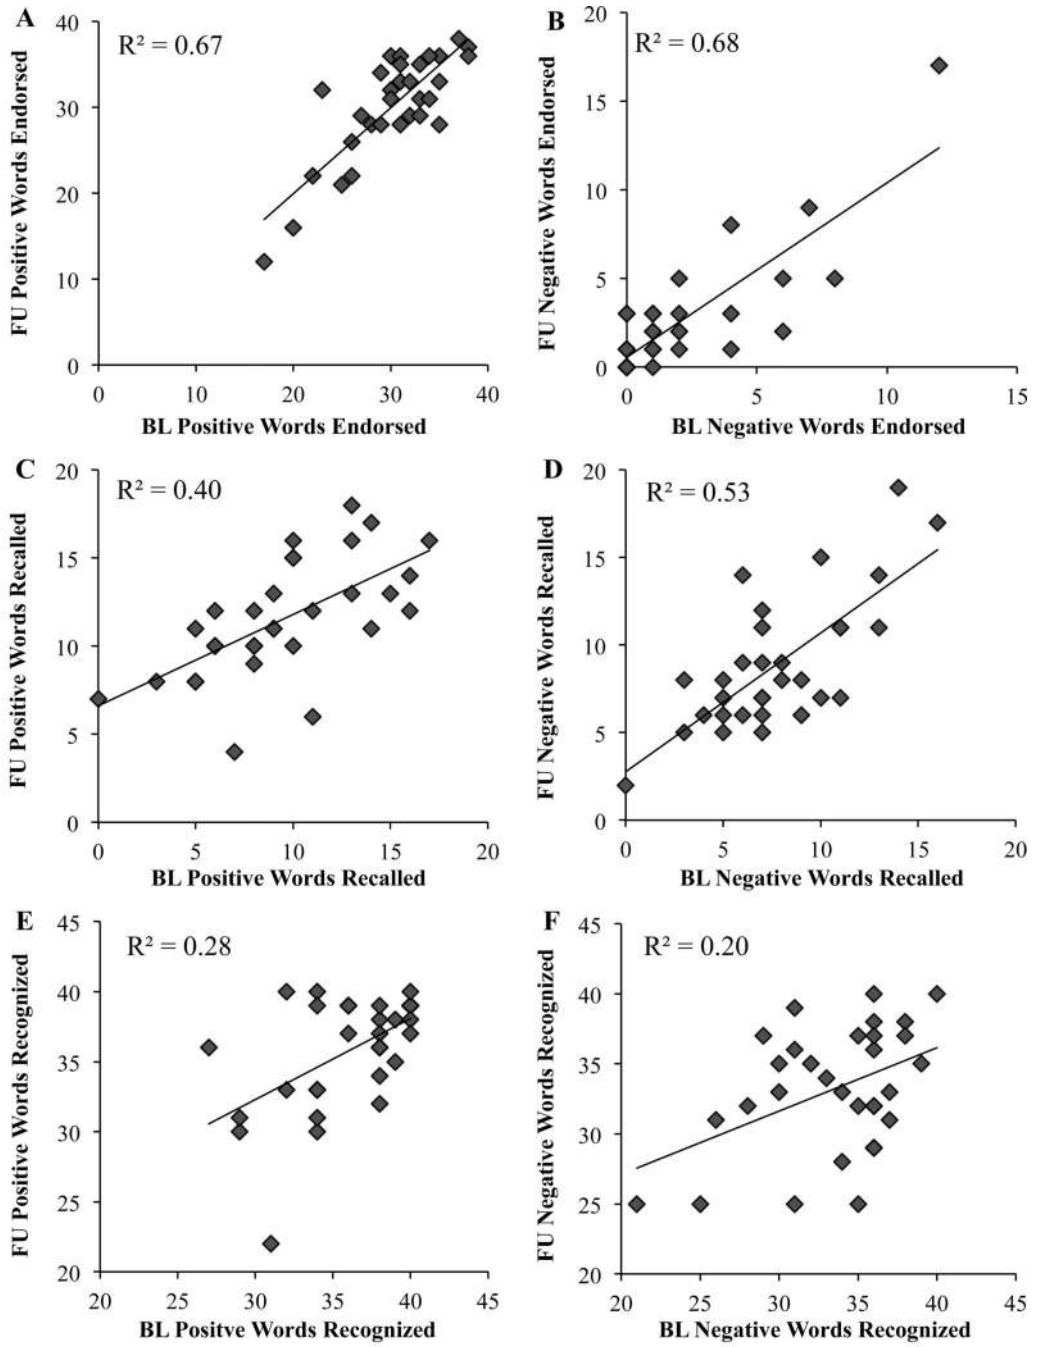 A
R² = 0.67
FU Positive Words Endorsed
40
30
20
10
0
0 10 20 30 40
BL Positive Words Endorsed
B
R² = 0.68
FU Negative Words Endorsed
20
15
10
5
0
0 5 10 15
BL Negative Words Endorsed
C
R² = 0.40
FU Positive Words Recalled
20
15
10
5
0
0 5 10 15 20
BL Positive Words Recalled
D
R² = 0.53
FU Negative Words Recalled
20
15
10
5
0
0 5 10 15 20
BL Negative Words Recalled
E
R² = 0.28
FU Positive Words Recognized
45
40
35
30
25
20
20 25 30 35 40 45
BL Positve Words Recognized
F
R² = 0.20
FU Negative Words Recognized
45
40
35
30
25
20
20 25 30 35 40 45
BL Negative Words Recognized